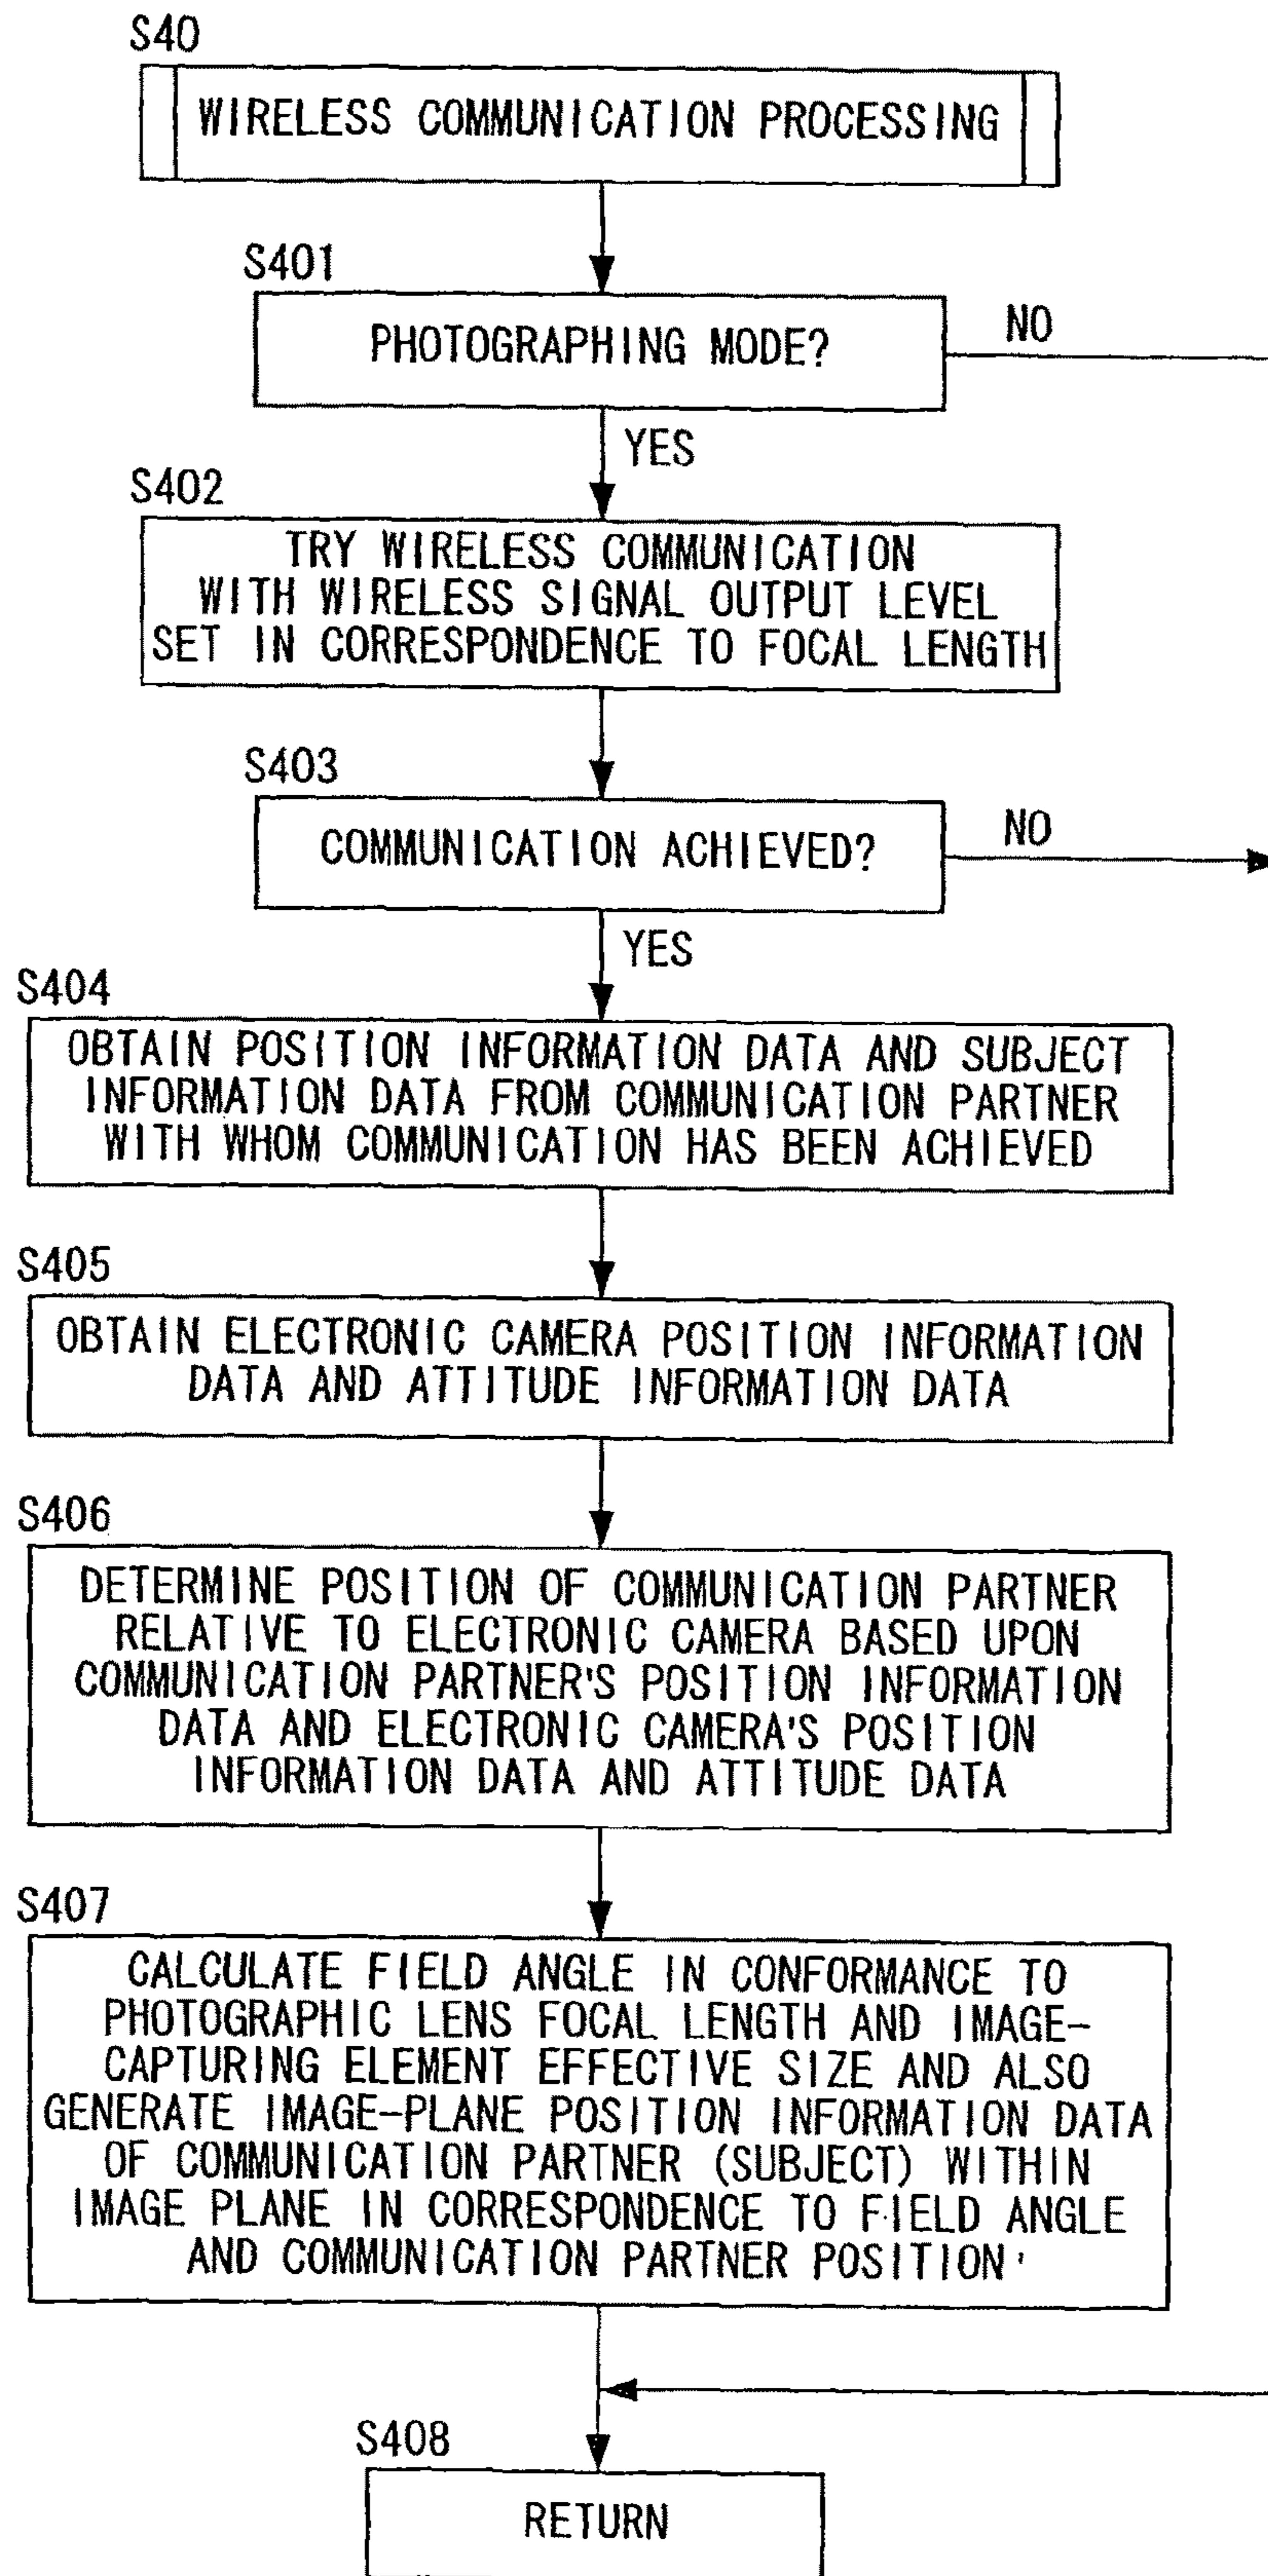 S40
WIRELESS COMMUNICATION PROCESSING
S401
PHOTOGRAPHING MODE?
NO
YES
S402
TRY WIRELESS COMMUNICATION
WITH WIRELESS SIGNAL OUTPUT LEVEL
SET IN CORRESPONDENCE TO FOCAL LENGTH
S403
COMMUNICATION ACHIEVED?
NO
YES
S404
OBTAIN POSITION INFORMATION DATA AND SUBJECT
INFORMATION DATA FROM COMMUNICATION PARTNER
WITH WHOM COMMUNICATION HAS BEEN ACHIEVED
S405
OBTAIN ELECTRONIC CAMERA POSITION INFORMATION
DATA AND ATTITUDE INFORMATION DATA
S406
DETERMINE POSITION OF COMMUNICATION PARTNER
RELATIVE TO ELECTRONIC CAMERA BASED UPON
COMMUNICATION PARTNER'S POSITION INFORMATION
DATA AND ELECTRONIC CAMERA'S POSITION
INFORMATION DATA AND ATTITUDE DATA
S407
CALCULATE FIELD ANGLE IN CONFORMANCE TO
PHOTOGRAPHIC LENS FOCAL LENGTH AND IMAGE-
CAPTURING ELEMENT EFFECTIVE SIZE AND ALSO
GENERATE IMAGE-PLANE POSITION INFORMATION DATA
OF COMMUNICATION PARTNER (SUBJECT) WITHIN
IMAGE PLANE IN CORRESPONDENCE TO FIELD ANGLE
AND COMMUNICATION PARTNER POSITION
S408
RETURN